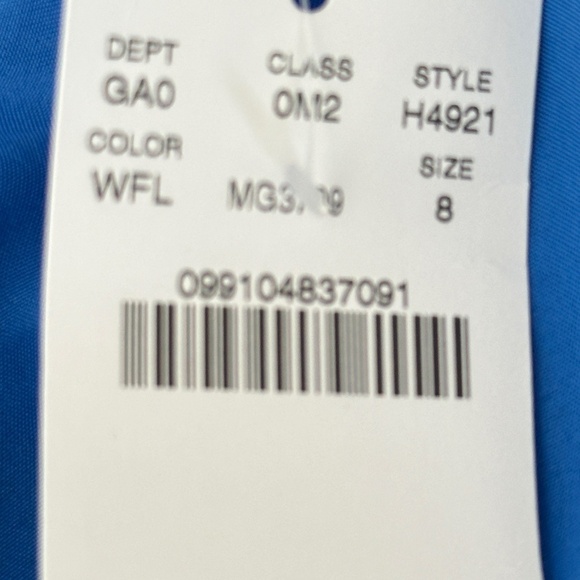 DEPT CLASS STYLE
GA0 0M2 H4921
COLOR SIZE
WFL 8
099104837091